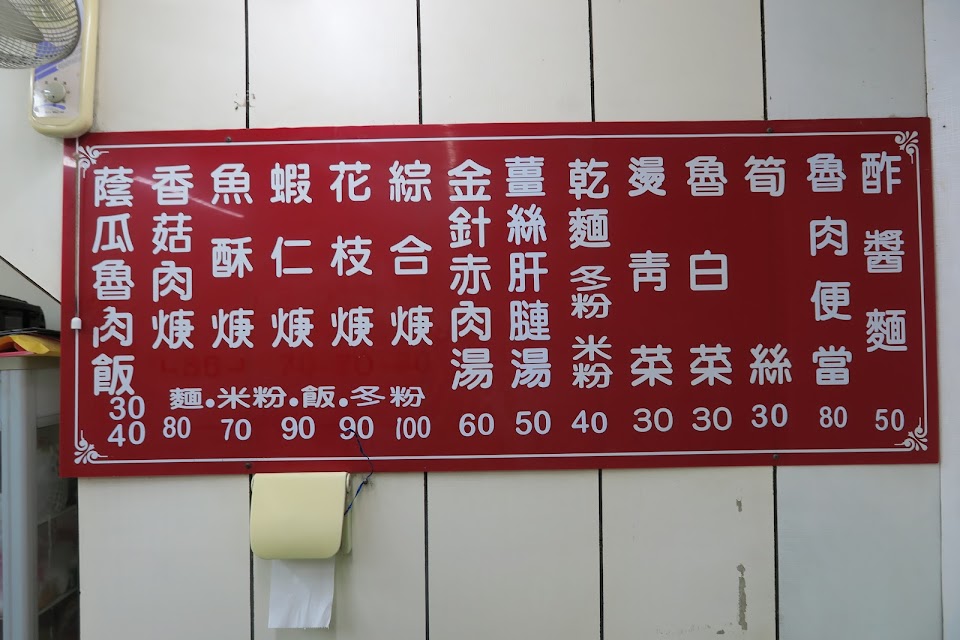 蔭瓜魯肉飯
30
40
香菇肉焿
80
魚酥焿
70
蝦仁焿
90
花枝焿
90
綜合焿
100
麵.米粉.飯.冬粉
金針赤肉湯
60
薑絲肝腱湯
50
乾麵冬粉米粉
40
燙青菜
30
魯白菜
30
筍絲
30
魯肉便當
80
酢醬麵
50